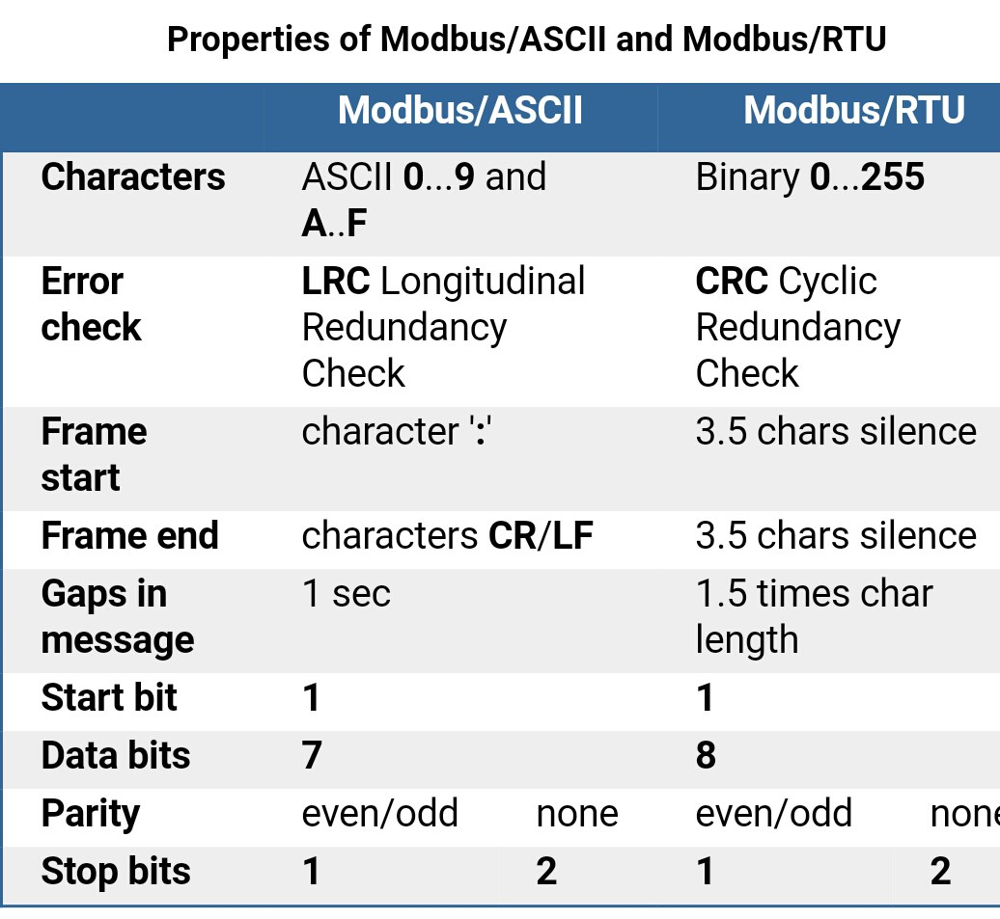 Properties of Modbus/ASCII and Modbus/RTU
Modbus/ASCII Modbus/RTU
Characters ASCII 0...9 and Binary 0...255
A..F
Error LRC Longitudinal CRC Cyclic
check Redundancy Redundancy
Check Check
Frame character ':' 3.5 chars silence
start
Frame end characters CR/LF 3.5 chars silence
Gaps in 1 sec 1.5 times char
message length
Start bit 1 1
Data bits 7 8
Parity even/odd none even/odd none
Stop bits 1 2 1 2